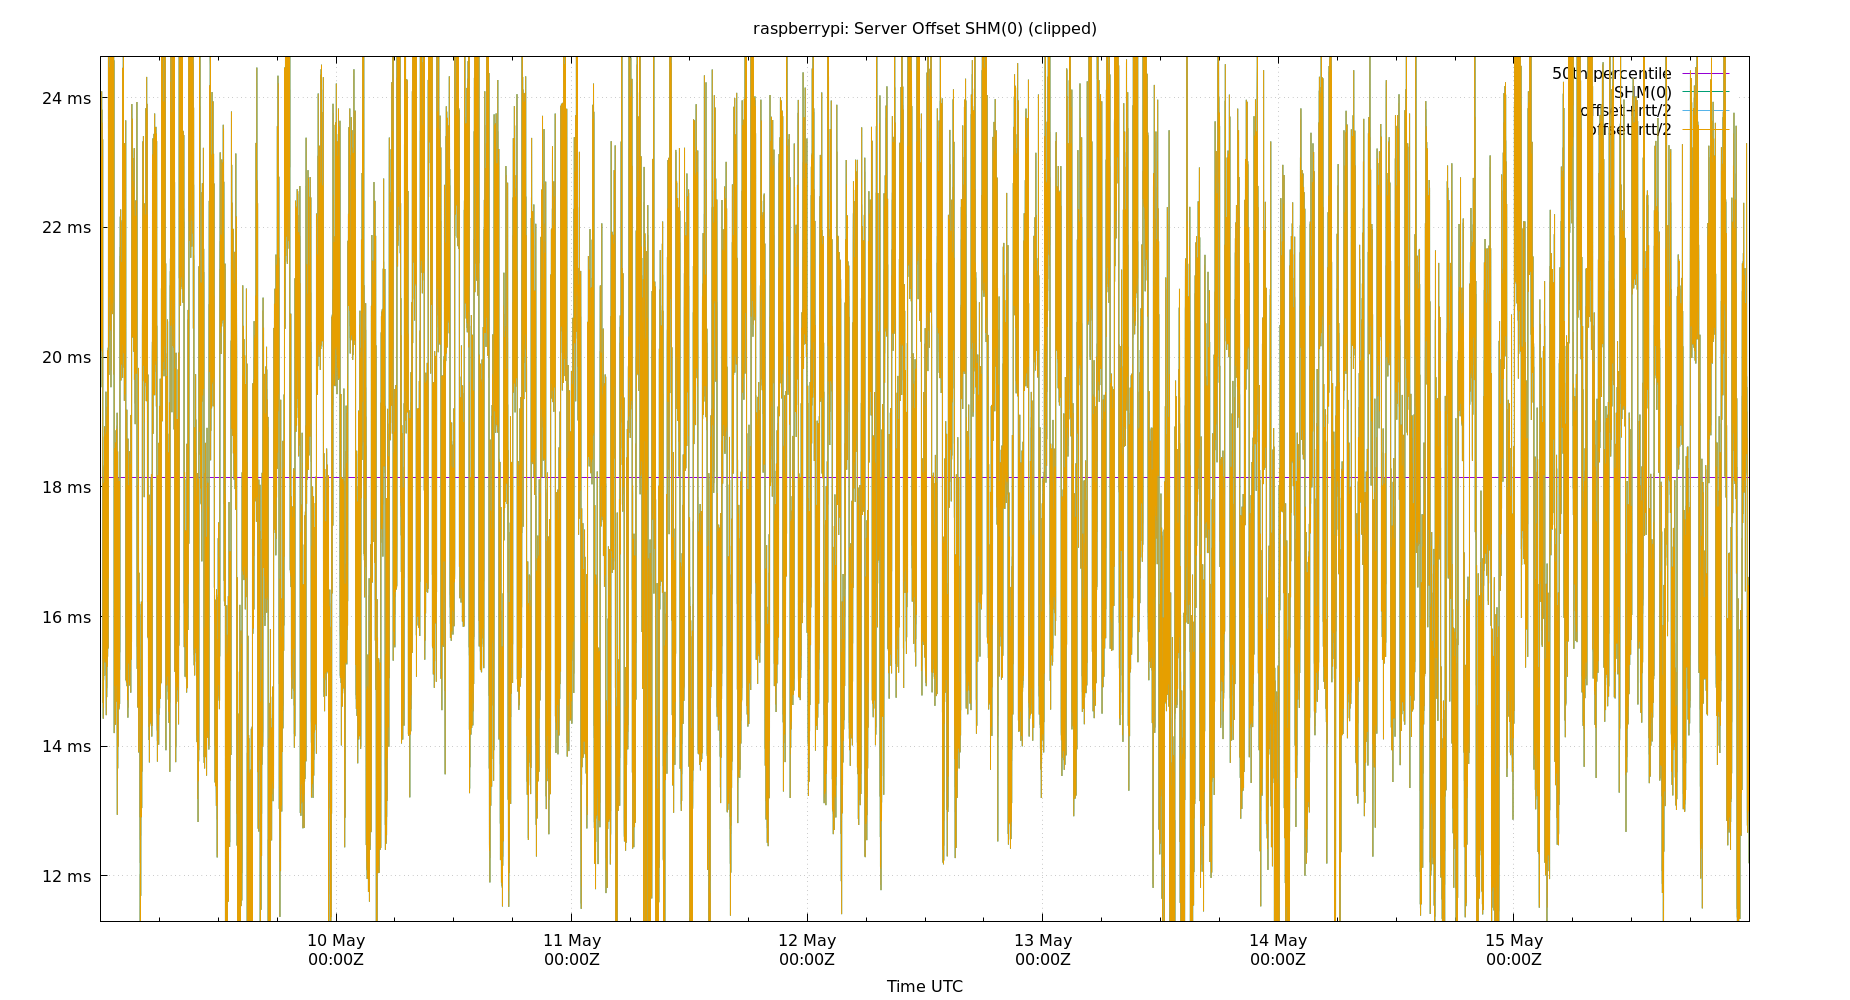 raspberrypi: Server Offset SHM(0) (clipped)
24 ms
22 ms
20 ms
18 ms
16 ms
14 ms
12 ms
50th percentile
SHM(0)
offset+rtt/2
offset-rtt/2
10 May
00:00Z
11 May
00:00Z
12 May
00:00Z
13 May
00:00Z
14 May
00:00Z
15 May
00:00Z
Time UTC